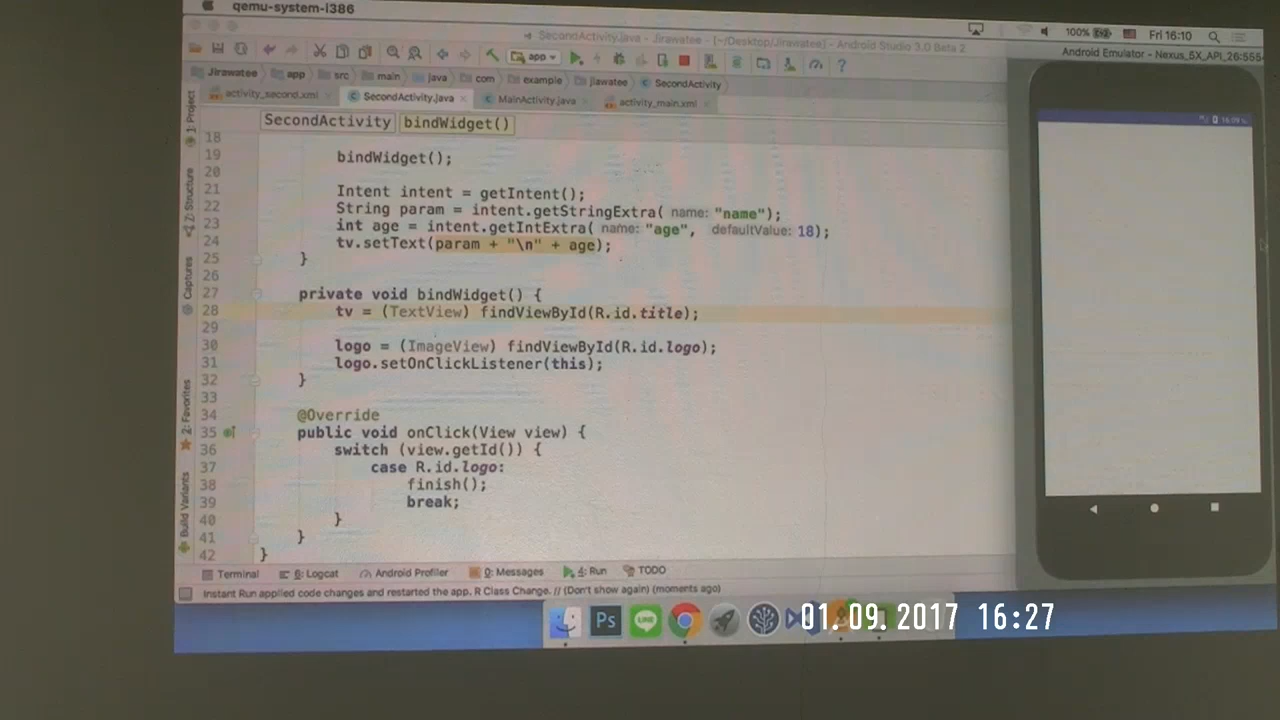 qemu-system-i386
100% Fri 16:10
SecondActivity.java - Jirawatee - [~/Desktop/Jirawatee] - Android Studio 3.0 Beta 2
Android Emulator - Nexus_5X_API_26:555
app
Jirawatee app src main java com example jiawatee SecondActivity
activity_second.xml SecondActivity.java MainActivity.java activity_main.xml
SecondActivity bindWidget()
16:09
1: Project
Z: Structure
Captures
2: Favorites
Build Variants
18
19 bindWidget();
20
21 Intent intent = getIntent();
22 String param = intent.getStringExtra( name: "name");
23 int age = intent.getIntExtra( name: "age", defaultValue: 18);
24 tv.setText(param + "\n" + age);
25 }
26
27 private void bindWidget() {
28 tv = (TextView) findViewById(R.id.title);
29
30 logo = (ImageView) findViewById(R.id.logo);
31 logo.setOnClickListener(this);
32 }
33
34 @Override
35 public void onClick(View view) {
36 switch (view.getId()) {
37 case R.id.logo:
38 finish();
39 break;
40 }
41 }
42 }
Terminal 6: Logcat Android Profiler 0: Messages 4: Run TODO
Instant Run applied code changes and restarted the app. R Class Change. // (Don't show again) (moments ago)
Ps LINE
01.09.2017 16:27